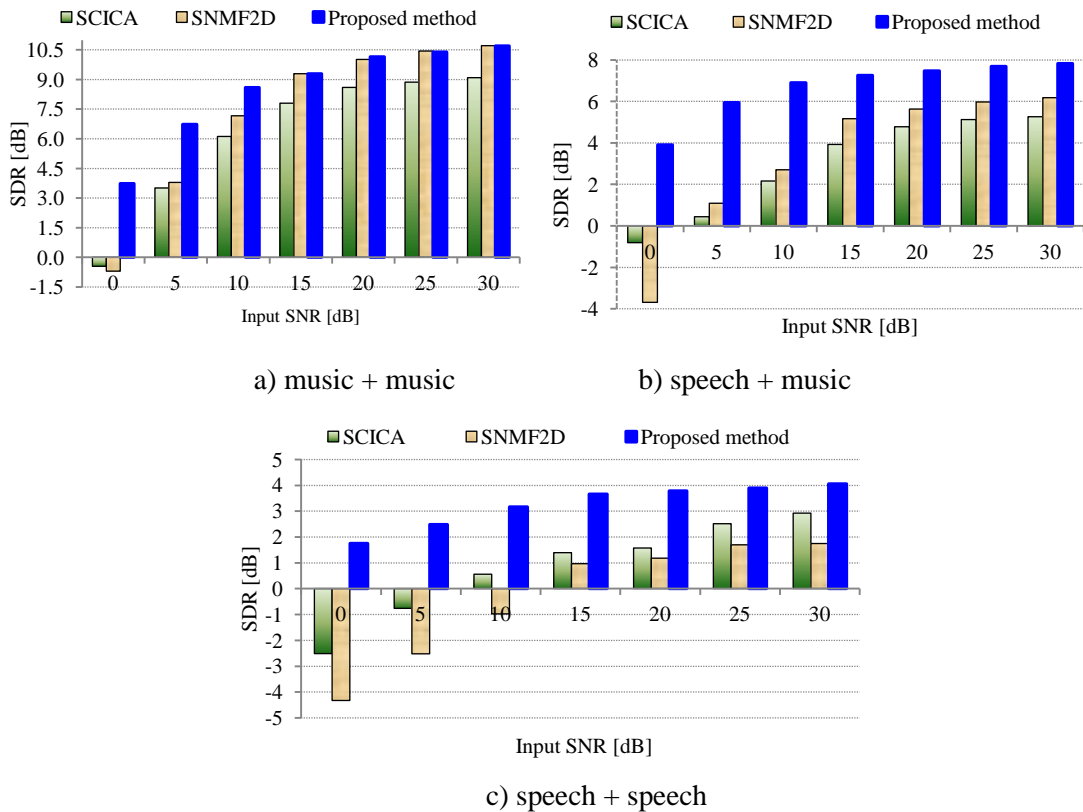 SCICA SNMF2D Proposed method
10.5
9.0
7.5
6.0
4.5
3.0
1.5
0.0
-1.5
SDR [dB]
0 5 10 15 20 25 30
Input SNR [dB]
a) music + music
SCICA SNMF2D Proposed method
8
6
4
2
0
-2
-4
SDR [dB]
0 5 10 15 20 25 30
Input SNR [dB]
b) speech + music
SCICA SNMF2D Proposed method
5
4
3
2
1
0
-1
-2
-3
-4
-5
SDR [dB]
0 5 10 15 20 25 30
Input SNR [dB]
c) speech + speech